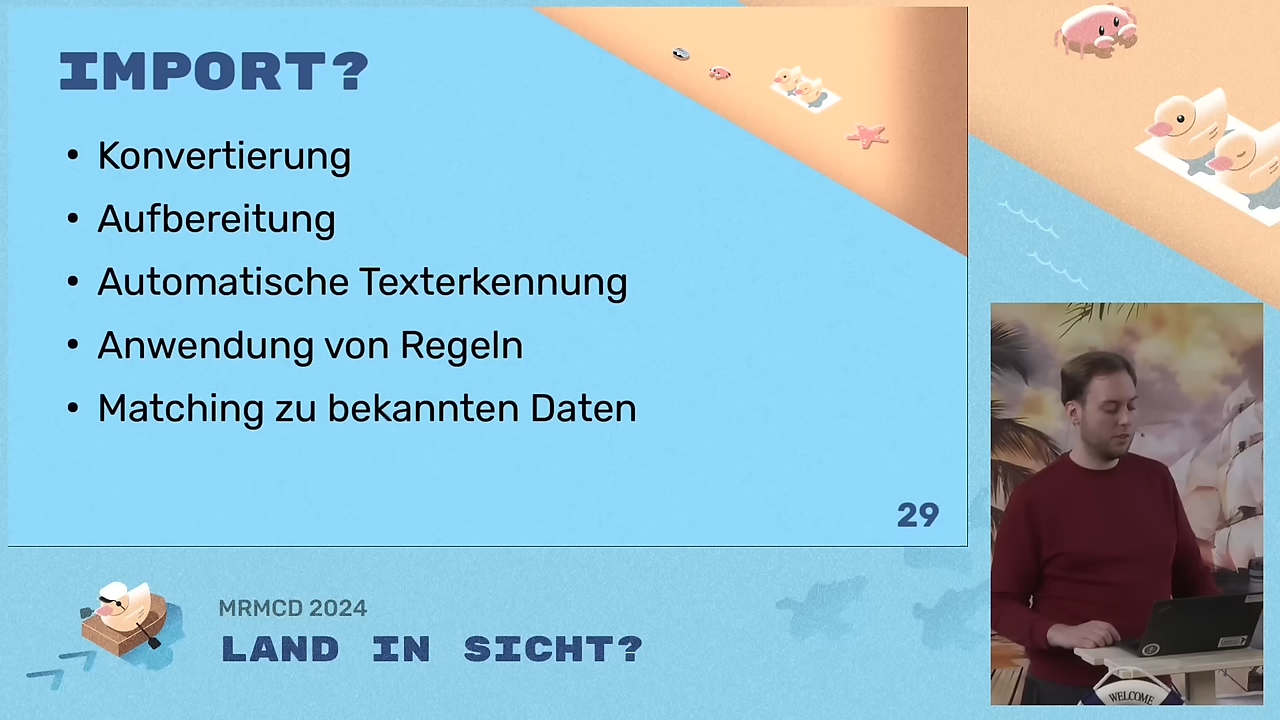 IMPORT?
• Konvertierung
• Aufbereitung
• Automatische Texterkennung
• Anwendung von Regeln
• Matching zu bekannten Daten
29
MRMCD 2024
LAND IN SICHT?
WELCOME